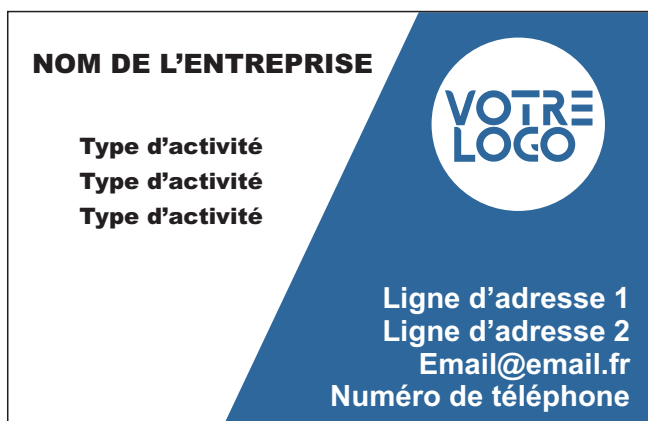 NOM DE L’ENTREPRISE
Type d’activité
Type d’activité
Type d’activité
VOTRE
LOGO
Ligne d’adresse 1
Ligne d’adresse 2
Email@email.fr
Numéro de téléphone